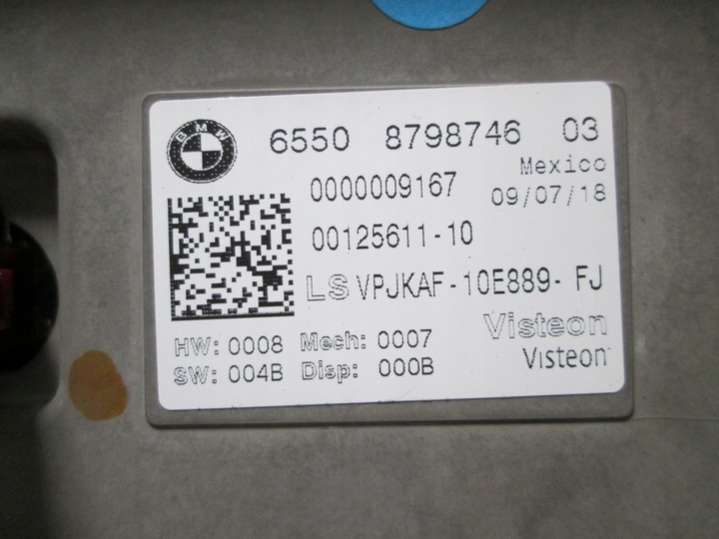 BMW
6550 8798746 03
Mexico
0000009167
09/07/18
00125611-10
LS VPJKAF-10E889-FJ
Visteon
HW: 0008 Mech: 0007
Visteon
SW: 004B Disp: 000B